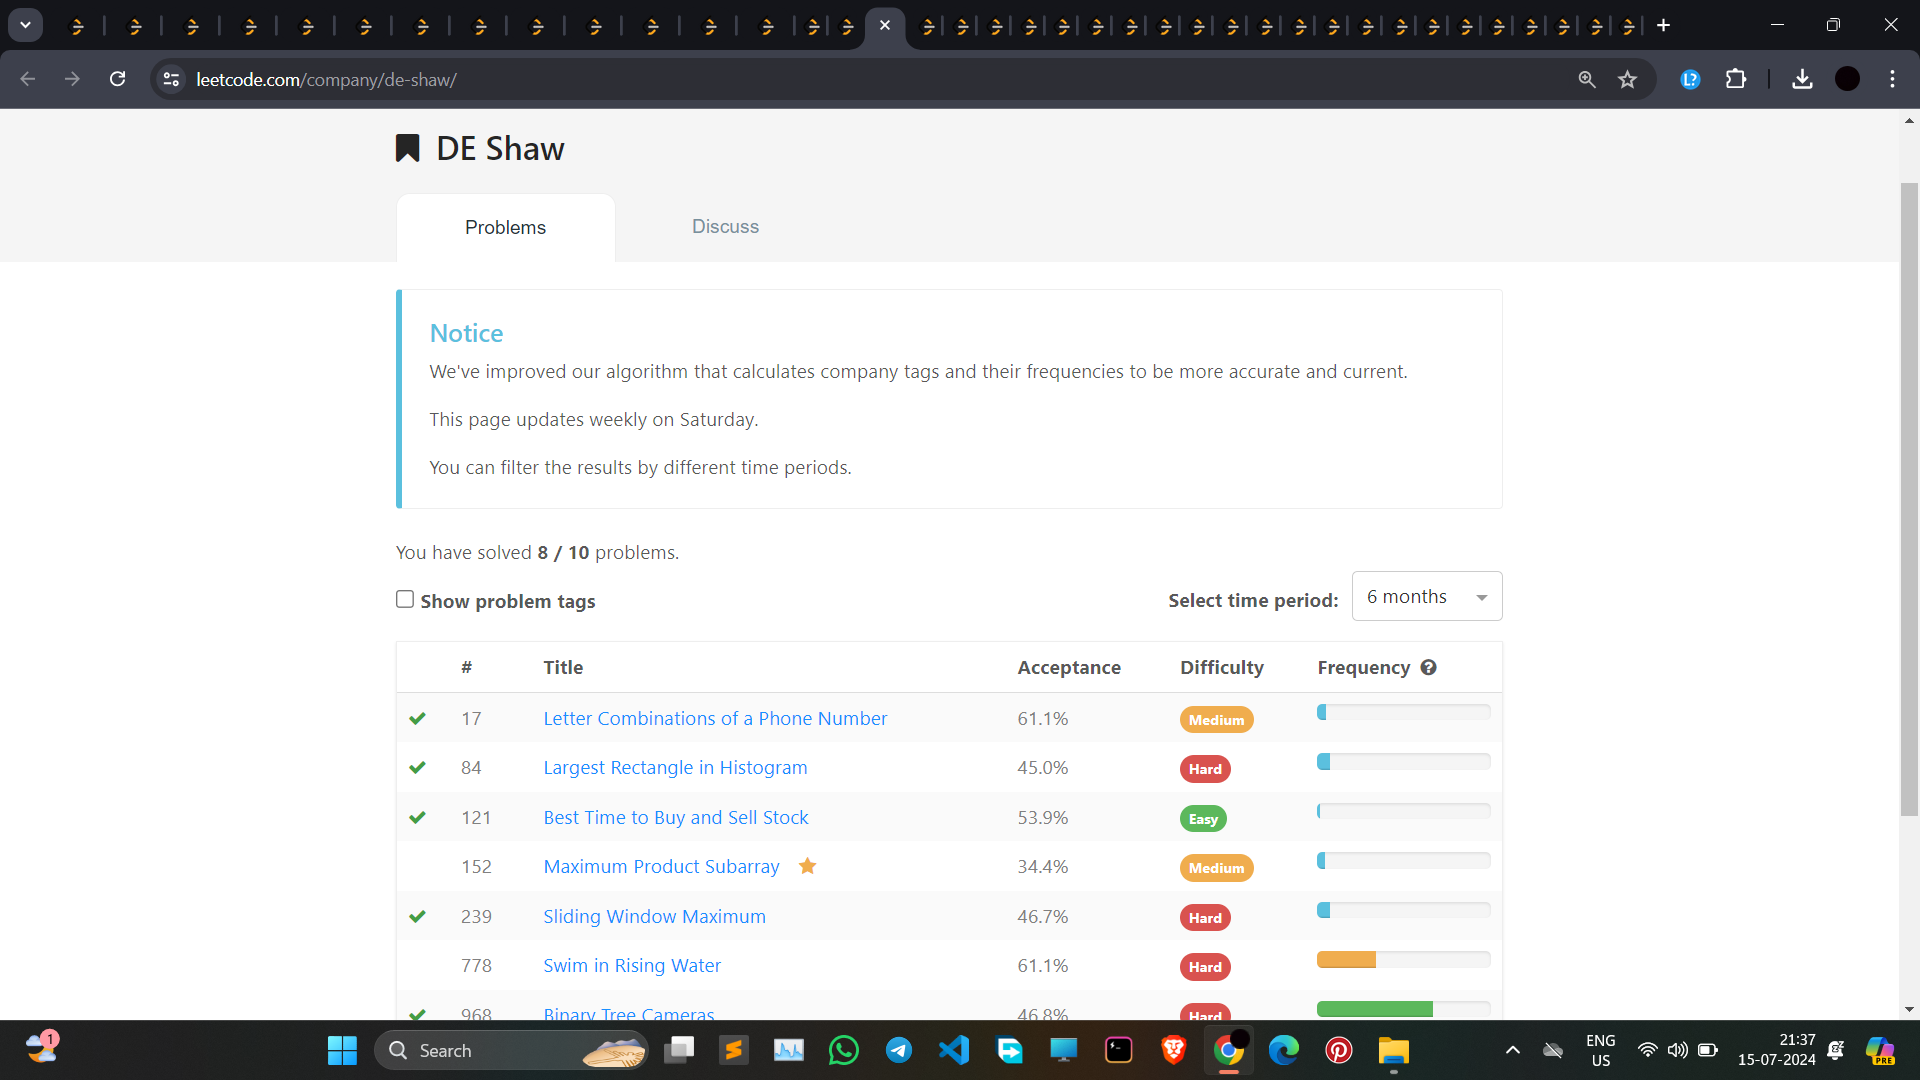 leetcode.com/company/de-shaw/
L?
DE Shaw
Problems
Discuss
Notice
We've improved our algorithm that calculates company tags and their frequencies to be more accurate and current.
This page updates weekly on Saturday.
You can filter the results by different time periods.
You have solved 8 / 10 problems.
Show problem tags
Select time period: 6 months
# Title Acceptance Difficulty Frequency ?
17 Letter Combinations of a Phone Number 61.1% Medium
84 Largest Rectangle in Histogram 45.0% Hard
121 Best Time to Buy and Sell Stock 53.9% Easy
152 Maximum Product Subarray 34.4% Medium
239 Sliding Window Maximum 46.7% Hard
778 Swim in Rising Water 61.1% Hard
968 Binary Tree Cameras 46.8% Hard
1
Search
ENG
US
21:37
15-07-2024
PRE